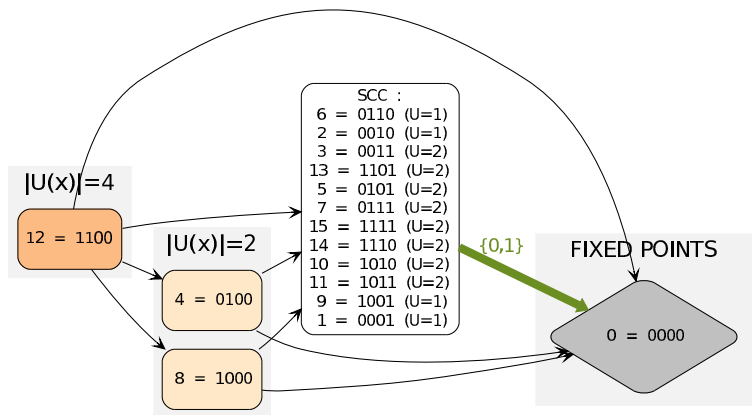 |U(x)|=4
12 = 1100
|U(x)|=2
4 = 0100
8 = 1000
SCC :
6 = 0110 (U=1)
2 = 0010 (U=1)
3 = 0011 (U=2)
13 = 1101 (U=2)
5 = 0101 (U=2)
7 = 0111 (U=2)
15 = 1111 (U=2)
14 = 1110 (U=2)
10 = 1010 (U=2)
11 = 1011 (U=2)
9 = 1001 (U=1)
1 = 0001 (U=1)
{0,1}
FIXED POINTS
0 = 0000